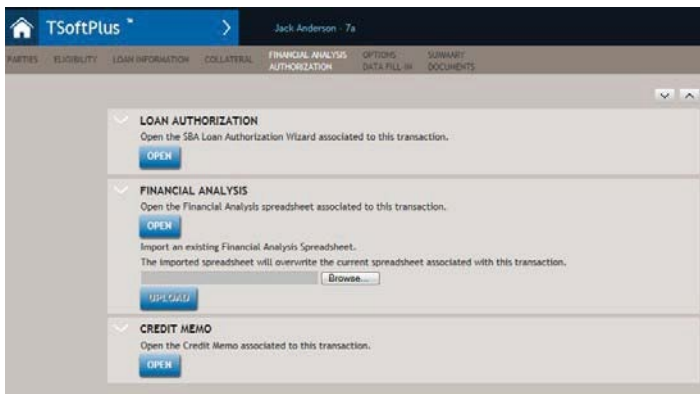 TSoftPlus ™
Jack Anderson - 7a
PARTIES ELIGIBILITY LOAN INFORMATION COLLATERAL FINANCIAL ANALYSIS AUTHORIZATION OPTIONS DATA FILL-IN SUMMARY DOCUMENTS
LOAN AUTHORIZATION
Open the SBA Loan Authorization Wizard associated to this transaction.
OPEN
FINANCIAL ANALYSIS
Open the Financial Analysis spreadsheet associated to this transaction.
OPEN
Import an existing Financial Analysis Spreadsheet.
The imported spreadsheet will overwrite the current spreadsheet associated with this transaction.
Browse...
UPLOAD
CREDIT MEMO
Open the Credit Memo associated to this transaction.
OPEN